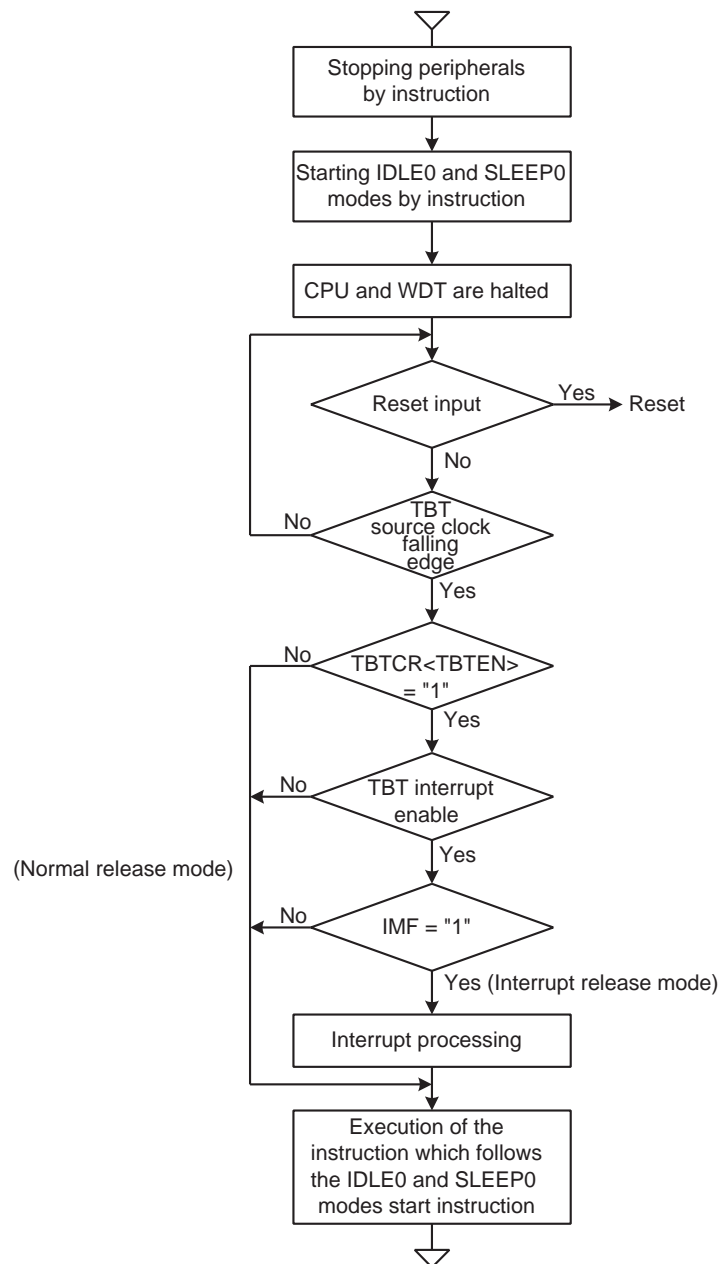 Stopping peripherals
by instruction
Starting IDLE0 and SLEEP0
modes by instruction
CPU and WDT are halted
Reset input
Yes
Reset
No
No
TBT
source clock
falling
edge
Yes
No
TBTCR<TBTEN>
= "1"
Yes
No
TBT interrupt
enable
(Normal release mode)
Yes
No
IMF = "1"
Yes (Interrupt release mode)
Interrupt processing
Execution of the
instruction which follows
the IDLE0 and SLEEP0
modes start instruction